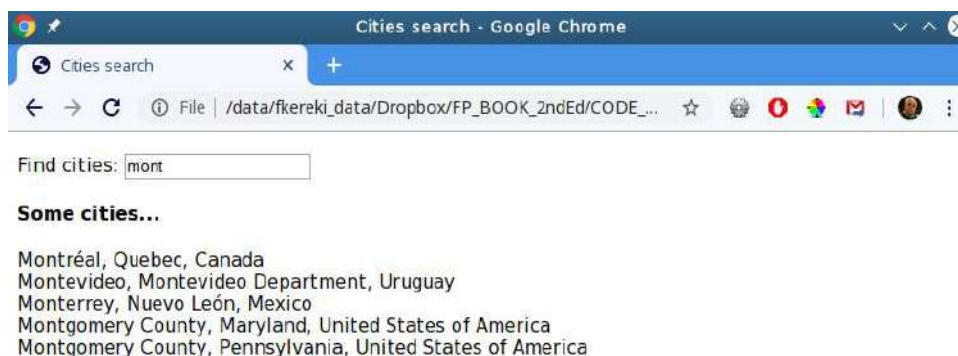 Cities search - Google Chrome
Cities search
File | /data/fkereki_data/Dropbox/FP_BOOK_2ndEd/CODE_...
Find cities: mont
Some cities...
Montréal, Quebec, Canada
Montevideo, Montevideo Department, Uruguay
Monterrey, Nuevo León, Mexico
Montgomery County, Maryland, United States of America
Montgomery County, Pennsylvania, United States of America